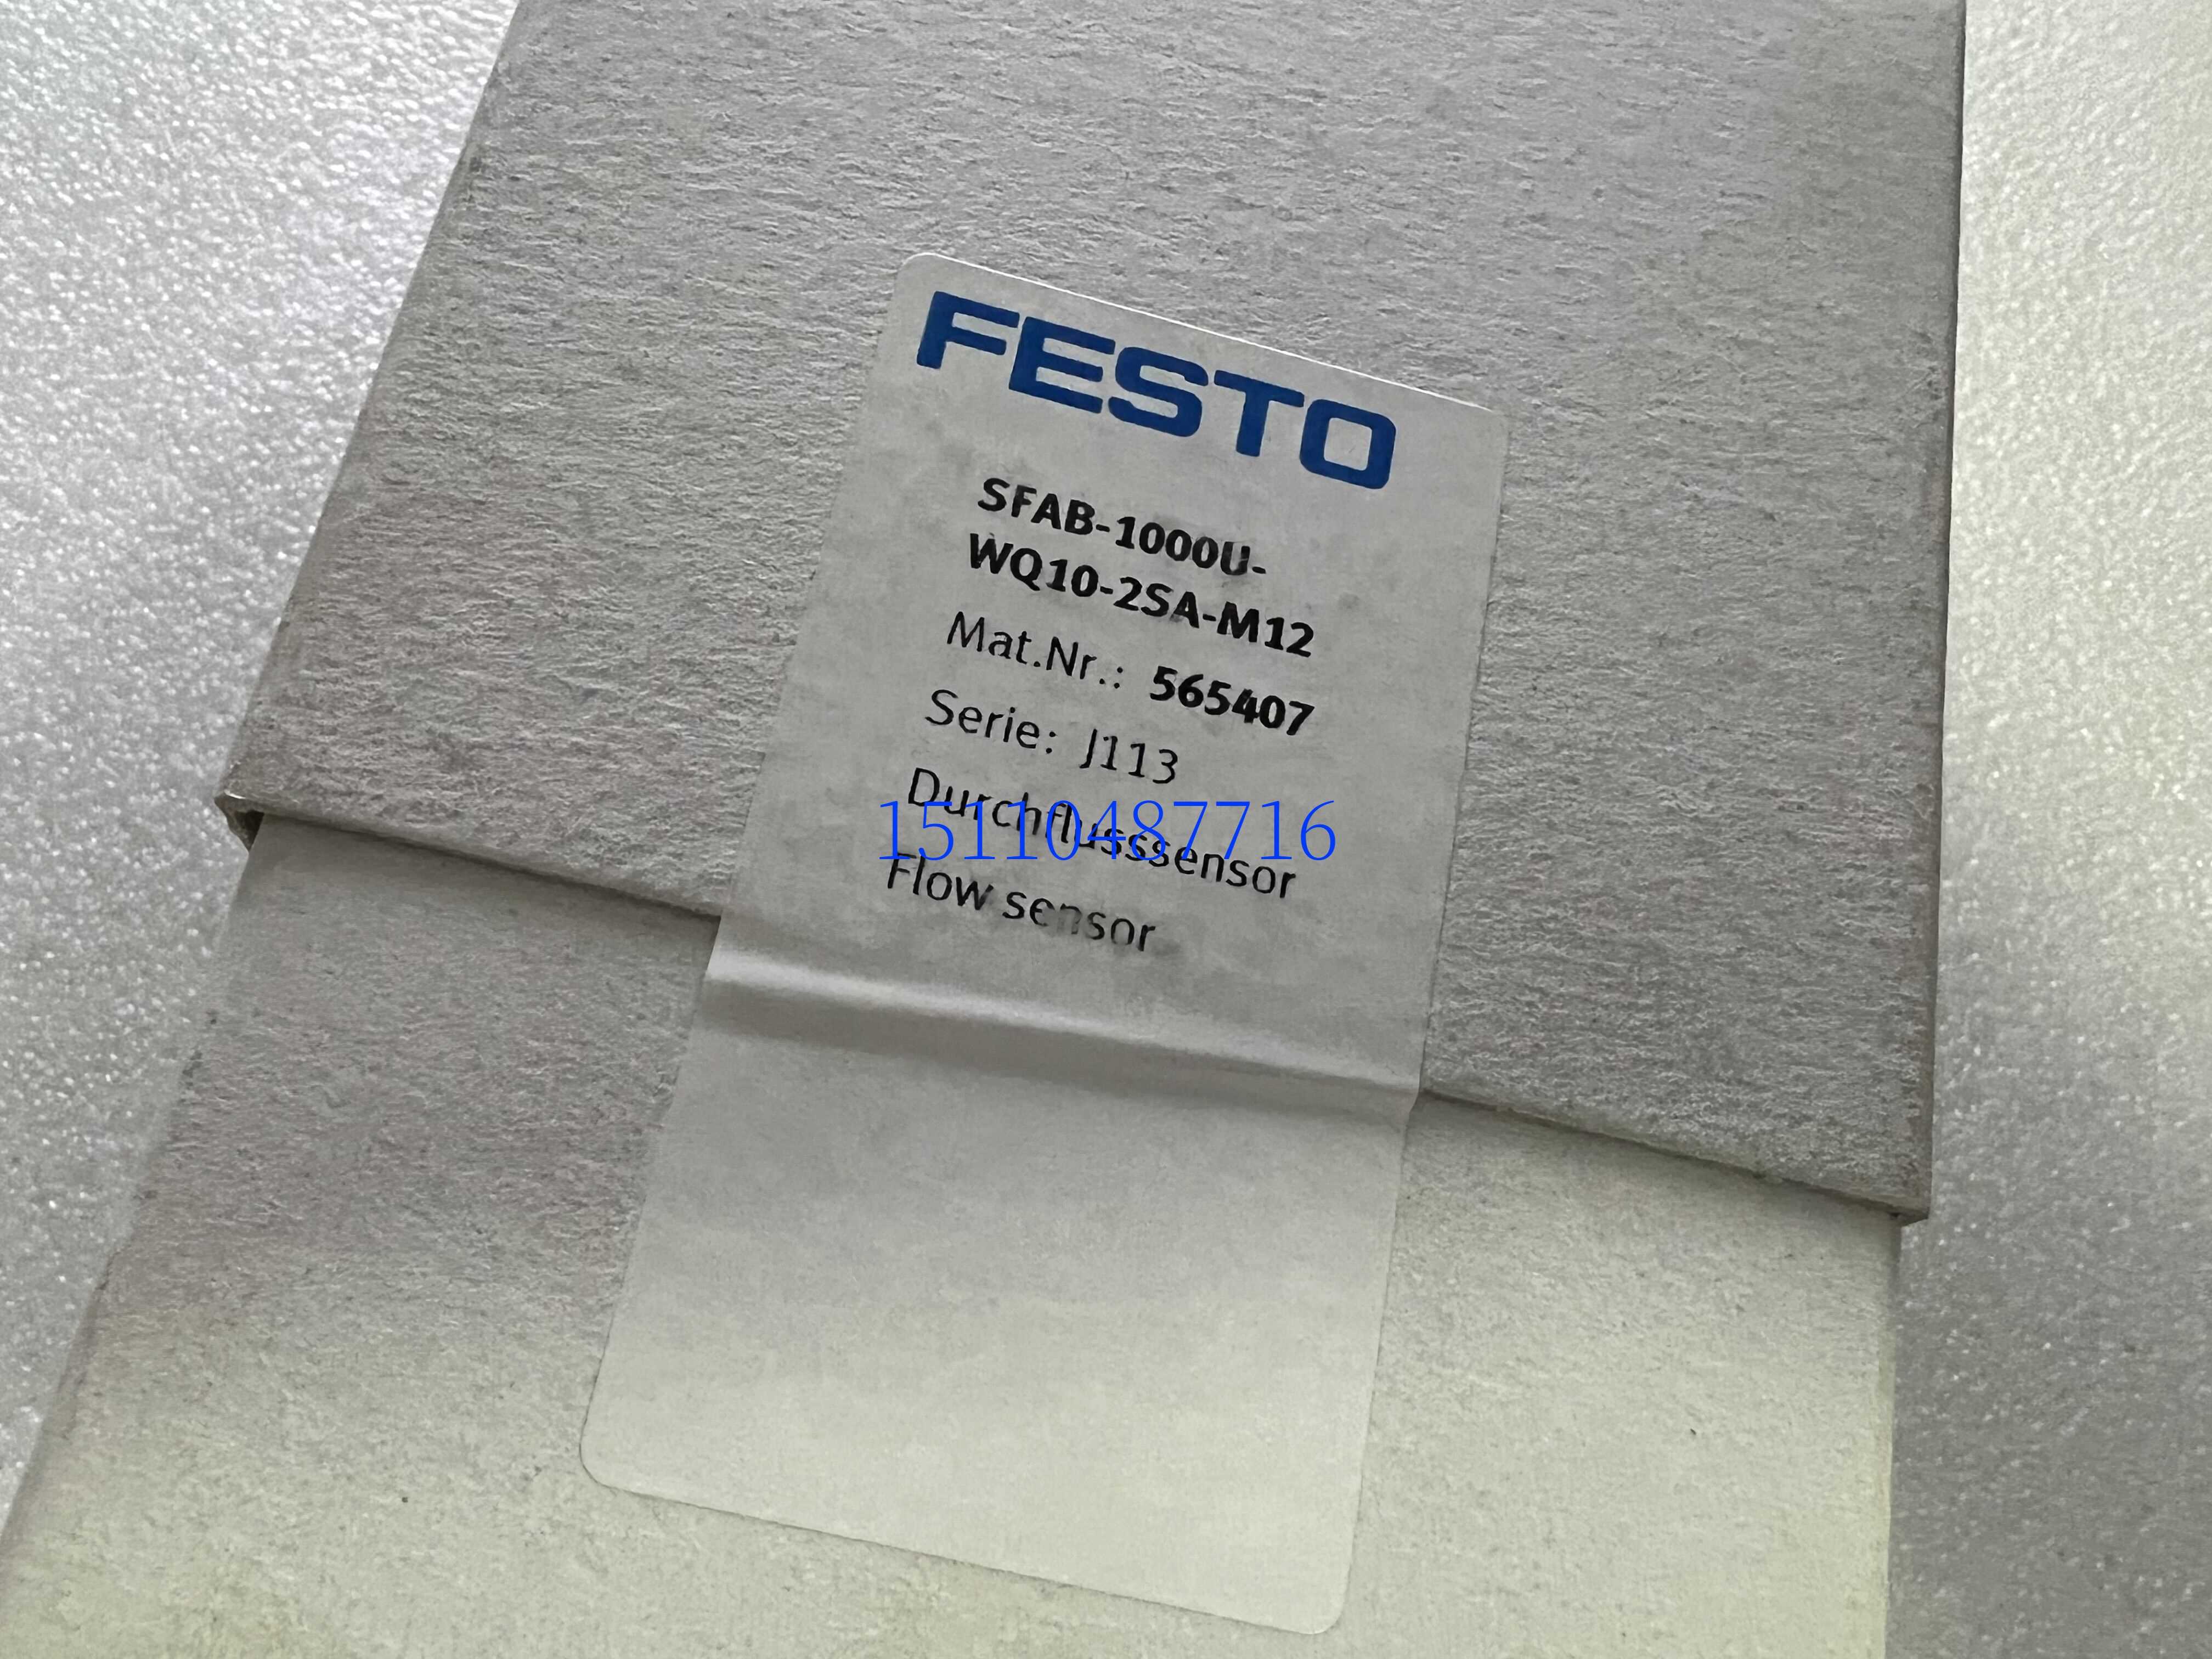 FESTO
SFAB-1000U-
WQ10-2SA-M12
Mat.Nr.: 565407
Serie: J113
Durchflusssensor
15110487716
Flow sensor